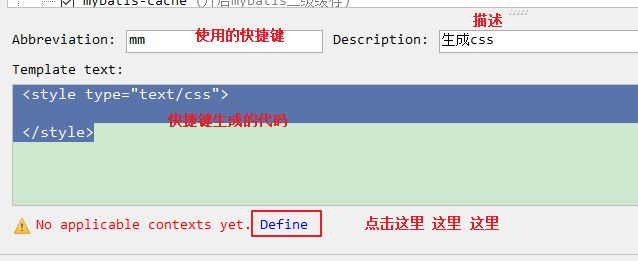 mybatis-cache (开启mybatis二级缓存)
描述
Abbreviation: mm 使用的快捷键 Description: 生成css
Template text:
<style type="text/css">
快捷键生成的代码
</style>
No applicable contexts yet. Define 点击这里 这里 这里